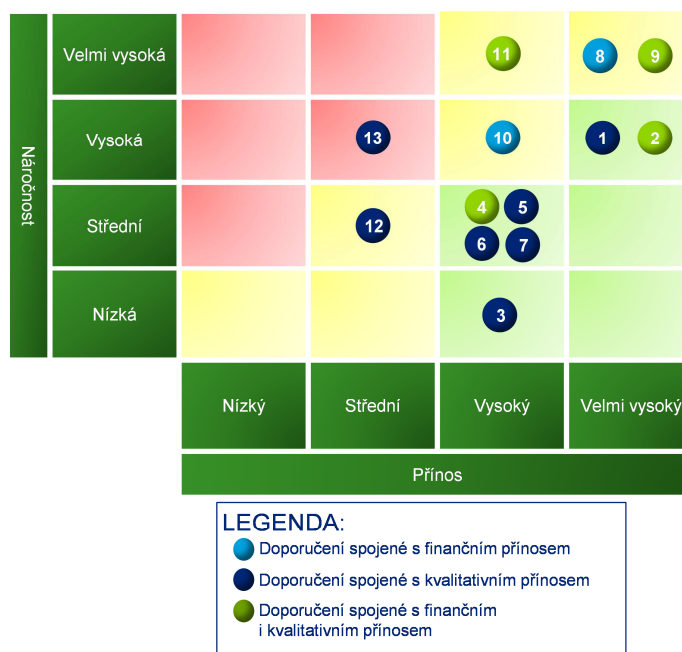 Náročnost
Velmi vysoká
11
8
9
Vysoká
13
10
1
2
Střední
12
4
5
6
7
Nízká
3
Nízký
Střední
Vysoký
Velmi vysoký
Přínos
LEGENDA:
Doporučení spojené s finančním přínosem
Doporučení spojené s kvalitativním přínosem
Doporučení spojené s finančním
i kvalitativním přínosem